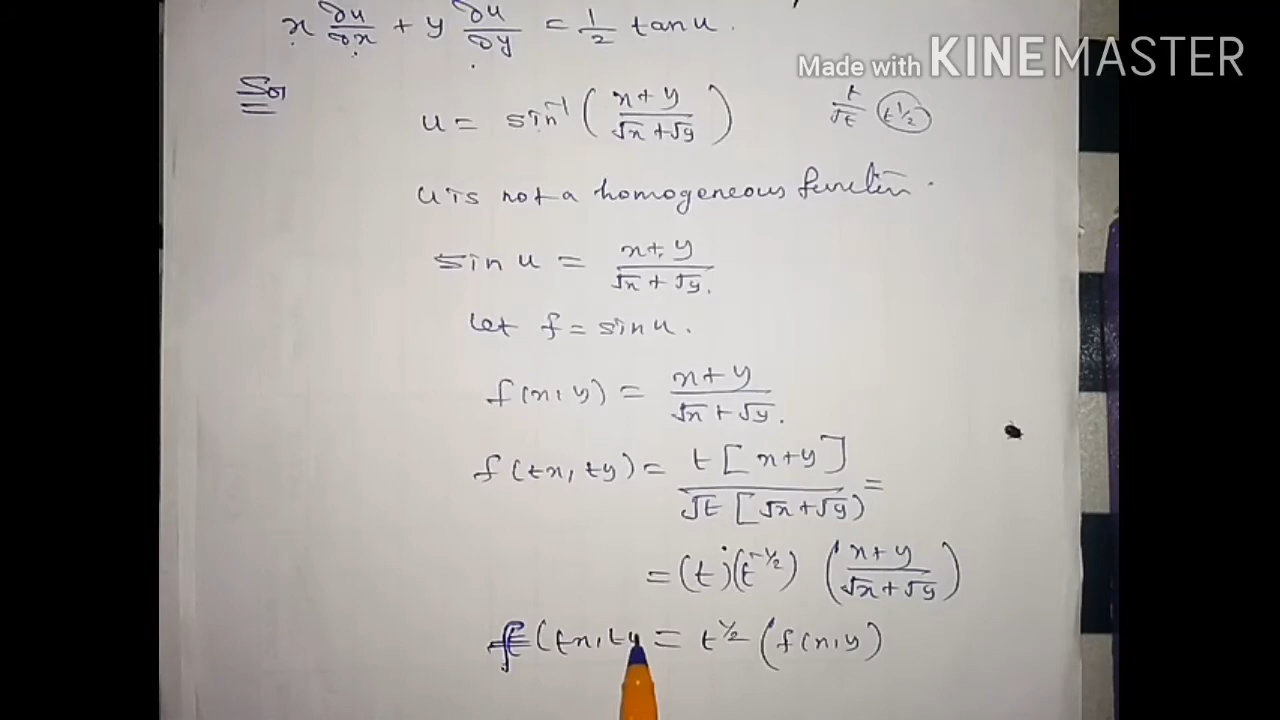 x ∂u/∂x + y ∂u/∂y = 1/2 tan u.
Made with KINEMASTER
Sol
u = sin⁻¹ ( x+y / √x+√y )
t/√t t^1/2
u is not a homogeneous function.
sin u = x+y / √x+√y.
Let f = sin u.
f(x,y) = x+y / √x+√y.
f(tx, ty) = t[x+y] / √t[√x+√y) =
= (t)(t^-1/2) ( x+y / √x+√y )
f(tx, ty = t^1/2 (f(x,y)